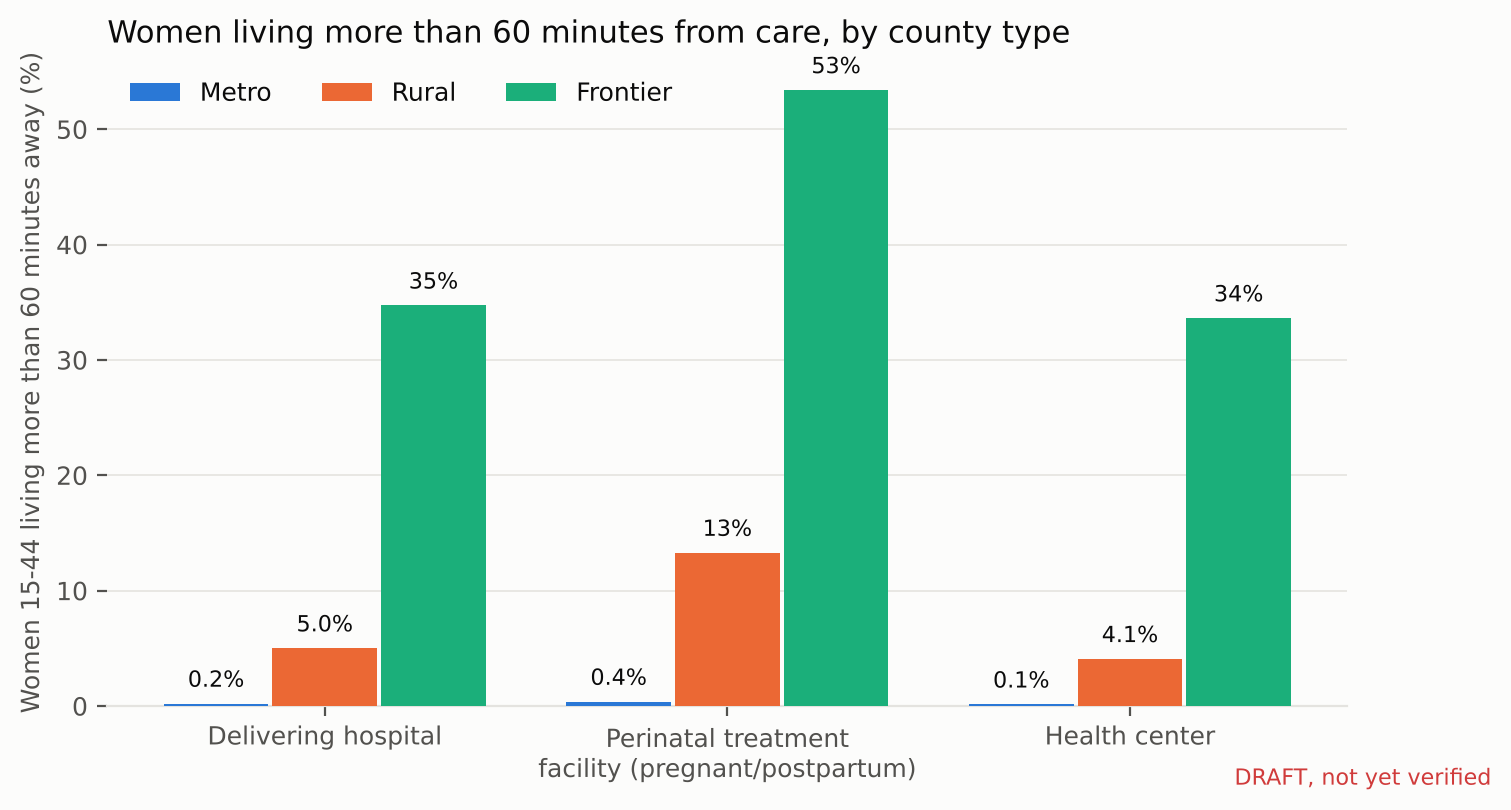 Women living more than 60 minutes from care, by county type
Metro Rural Frontier
Women 15-44 living more than 60 minutes away (%)
50
40
30
20
10
0
0.2%
5.0%
35%
0.4%
13%
53%
0.1%
4.1%
34%
Delivering hospital
Perinatal treatment
facility (pregnant/postpartum)
Health center
DRAFT, not yet verified